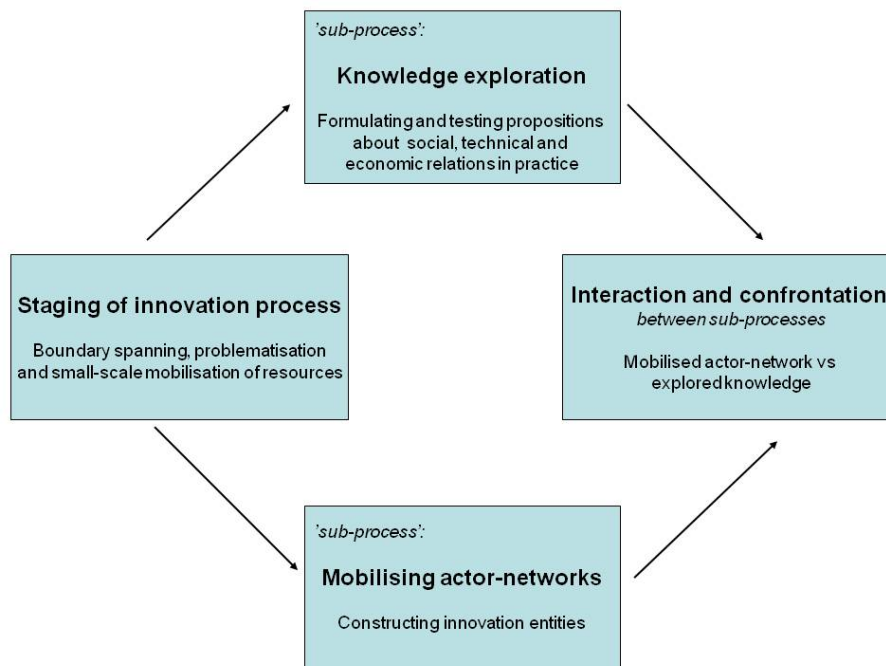 ’sub-process’:
Knowledge exploration
Formulating and testing propositions
about social, technical and
economic relations in practice
Staging of innovation process
Boundary spanning, problematisation
and small-scale mobilisation of resources
Interaction and confrontation
between sub-processes
Mobilised actor-network vs
explored knowledge
’sub-process’:
Mobilising actor-networks
Constructing innovation entities